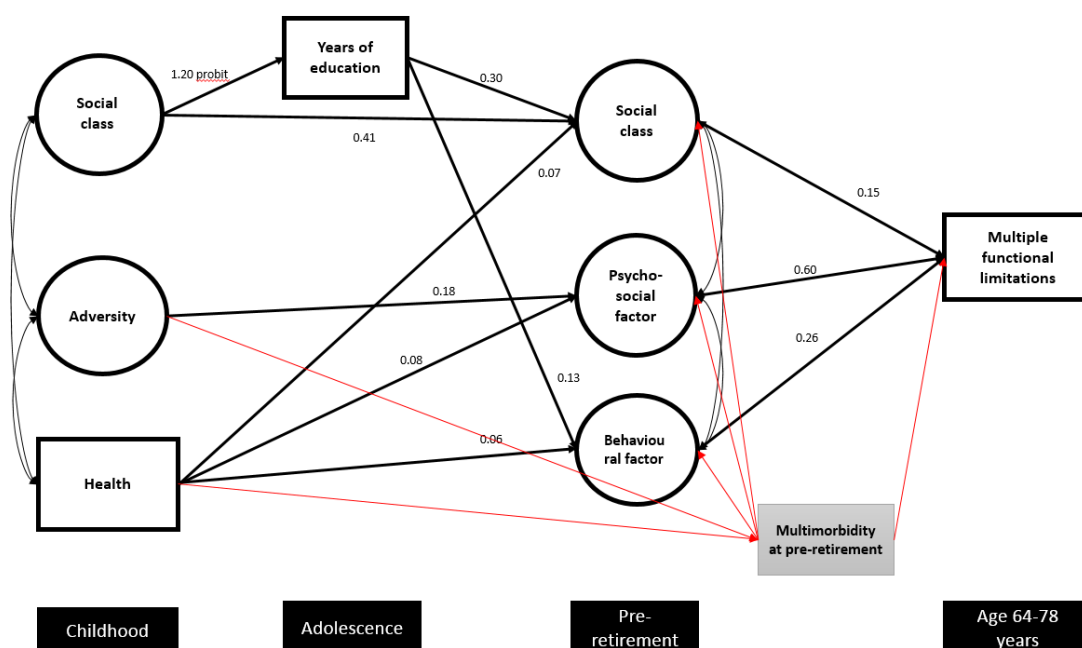 Years of
education
1.20 probit
0.30
Social
class
Social
class
0.41
0.07
0.15
Multiple
functional
limitations
Psycho-
social
factor
0.60
0.18
Adversity
0.26
0.08
0.13
0.06
Behaviou
ral factor
Health
Multimorbidity
at pre-retirement
Childhood
Adolescence
Pre-
retirement
Age 64-78
years